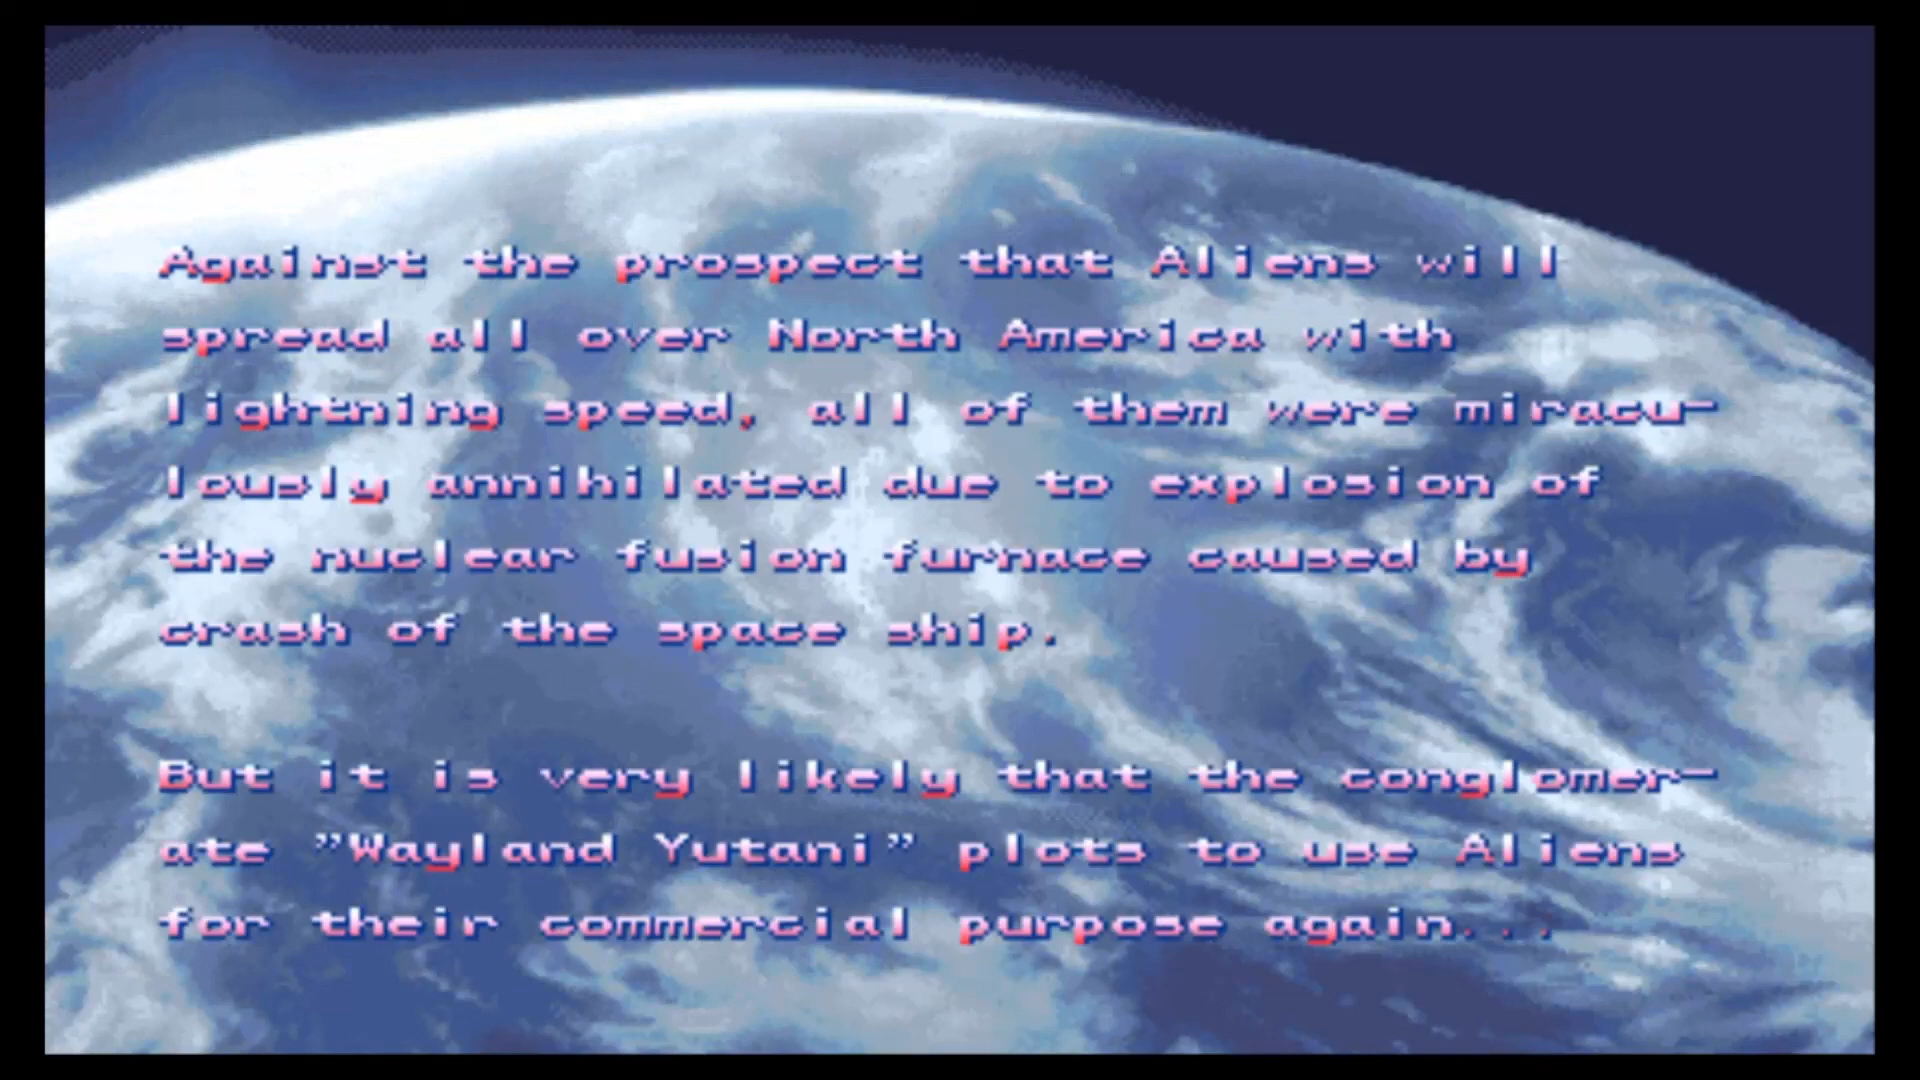 Against the prospect that Aliens will
spread all over North America with
lightning speed, all of them were miracu-
lously annihilated due to explosion of
the nuclear fusion furnace caused by
crash of the space ship.
But it is very likely that the conglomer-
ate "Wayland Yutani" plots to use Aliens
for their commercial purpose again...